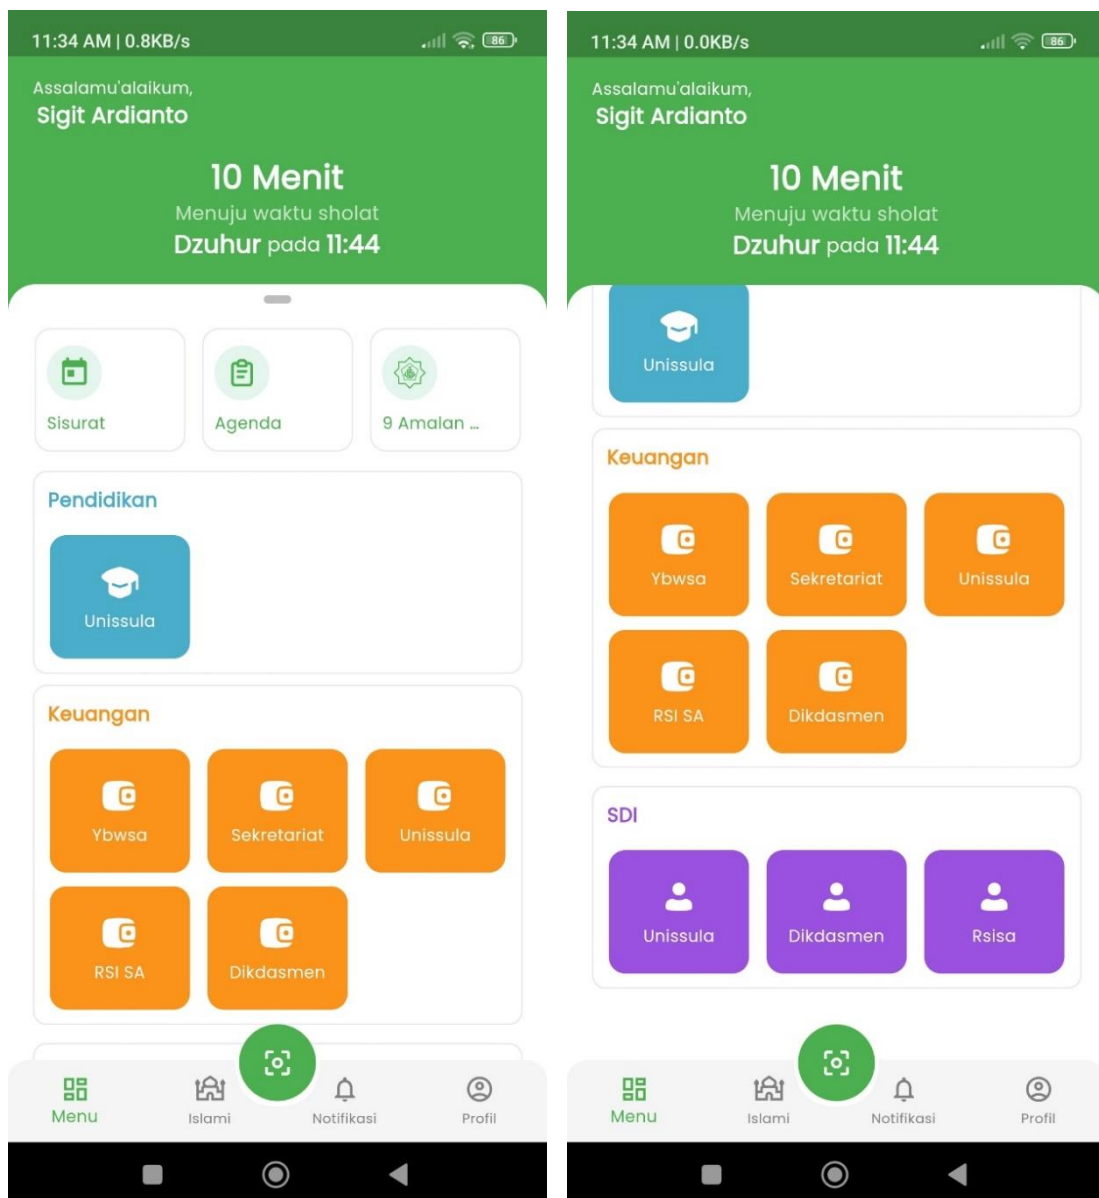 11:34 AM | 0.8KB/s
86
Assalamu'alaikum,
Sigit Ardianto
10 Menit
Menuju waktu sholat
Dzuhur pada 11:44
Sisurat
Agenda
9 Amalan ...
Pendidikan
Unissula
Keuangan
Ybwsa
Sekretariat
Unissula
RSI SA
Dikdasmen
Menu
Islami
Notifikasi
Profil
11:34 AM | 0.0KB/s
86
Assalamu'alaikum,
Sigit Ardianto
10 Menit
Menuju waktu sholat
Dzuhur pada 11:44
Unissula
Keuangan
Ybwsa
Sekretariat
Unissula
RSI SA
Dikdasmen
SDI
Unissula
Dikdasmen
Rsisa
Menu
Islami
Notifikasi
Profil